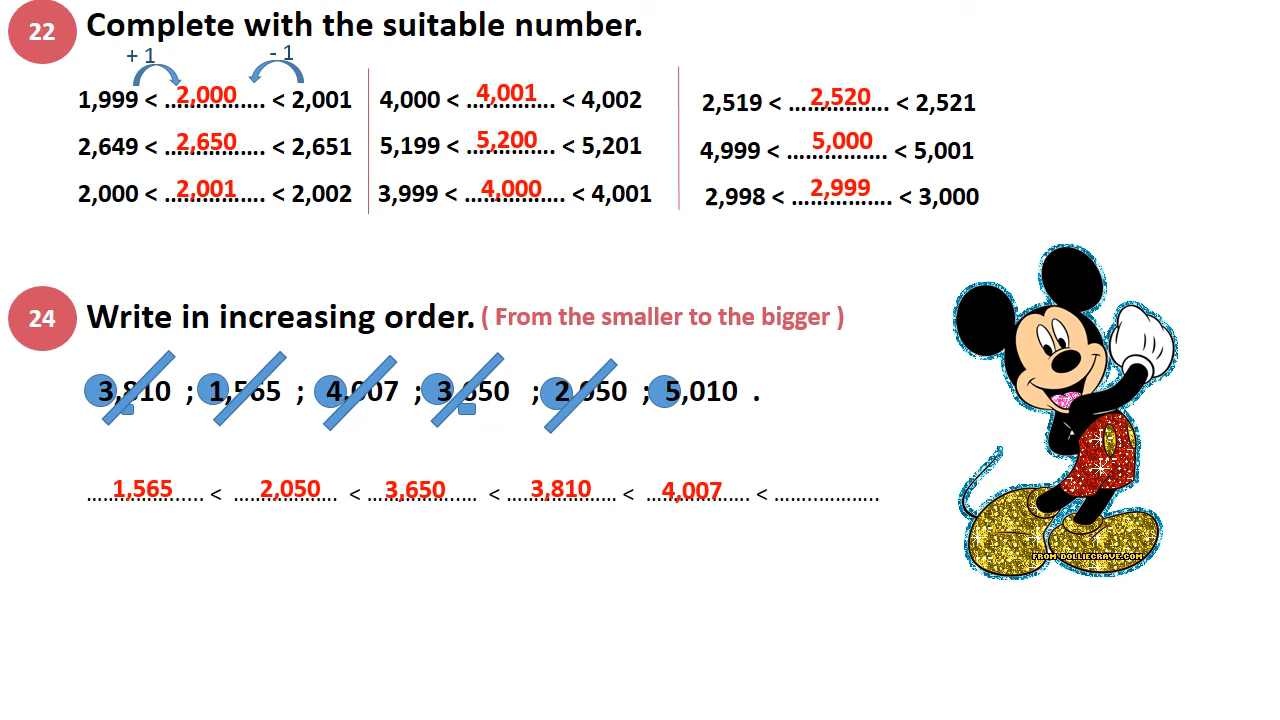 22 Complete with the suitable number.
+ 1 - 1
1,999 < 2,000 < 2,001 4,000 < 4,001 < 4,002 2,519 < 2,520 < 2,521
2,649 < 2,650 < 2,651 5,199 < 5,200 < 5,201 4,999 < 5,000 < 5,001
2,000 < 2,001 < 2,002 3,999 < 4,000 < 4,001 2,998 < 2,999 < 3,000
24 Write in increasing order. ( From the smaller to the bigger )
3,810 ; 1,565 ; 4,007 ; 3,650 ; 2,050 ; 5,010 .
1,565 < 2,050 < 3,650 < 3,810 < 4,007 < ..................
FROM-DOLLIECRAVE.COM